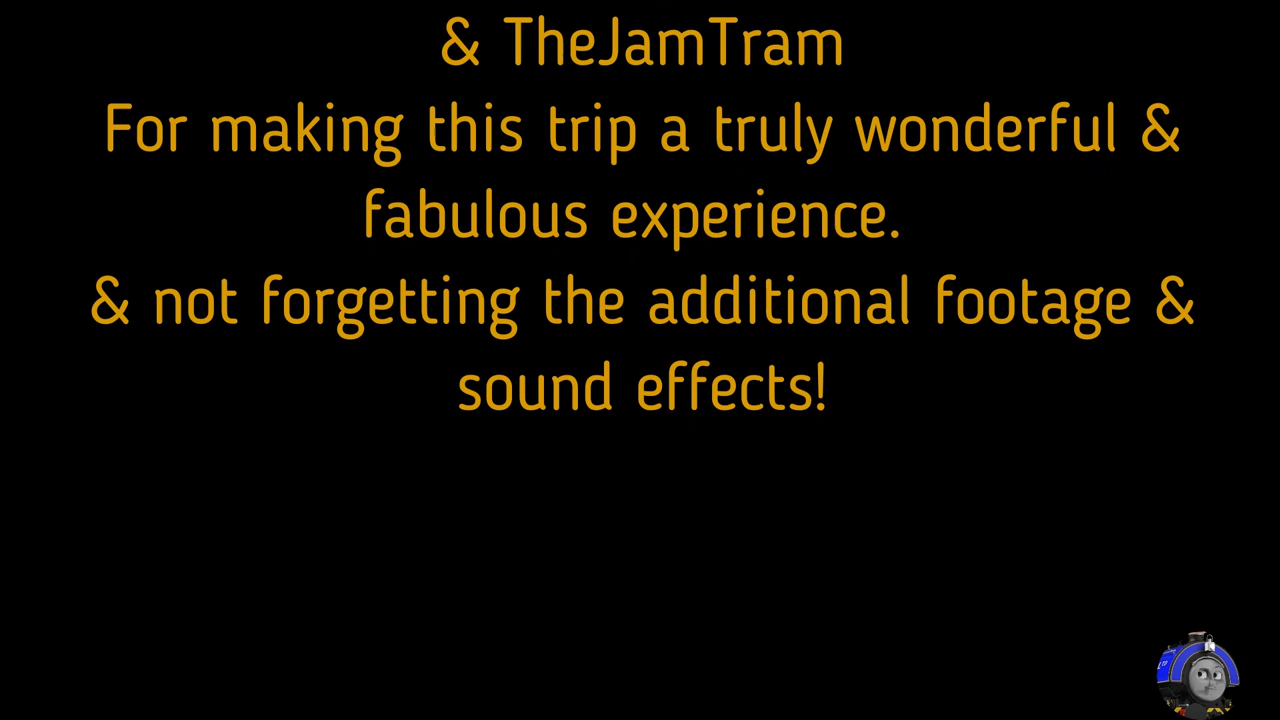 & TheJamTram
For making this trip a truly wonderful &
fabulous experience.
& not forgetting the additional footage &
sound effects!